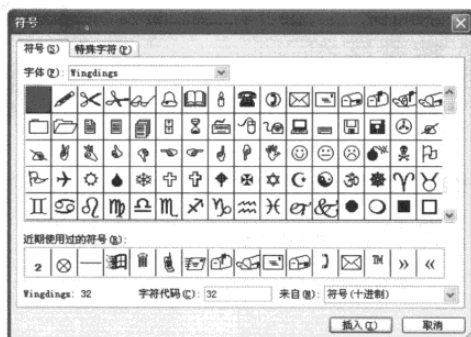 符号
符号(S) 特殊字符(P)
字体(F): Wingdings
近期使用过的符号(R):
2 ™ » «
Wingdings: 32 字符代码(C): 32 来自(M): 符号(十进制)
插入(I) 取消